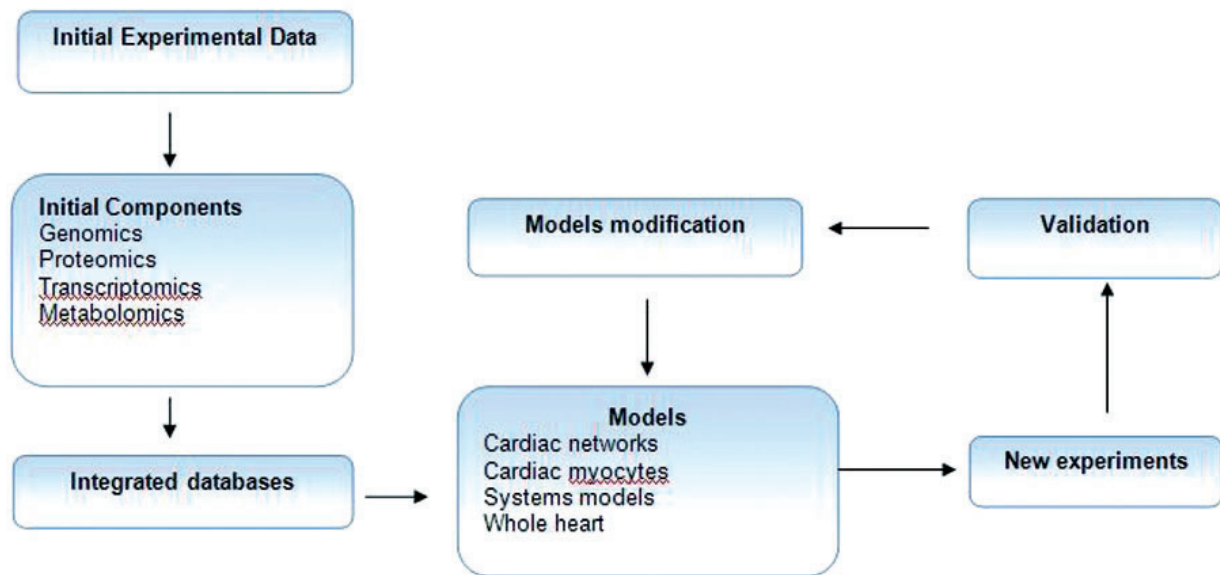 Initial Experimental Data
Initial Components
Genomics
Proteomics
Transcriptomics
Metabolomics
Integrated databases
Models modification
Validation
Models
Cardiac networks
Cardiac myocytes
Systems models
Whole heart
New experiments